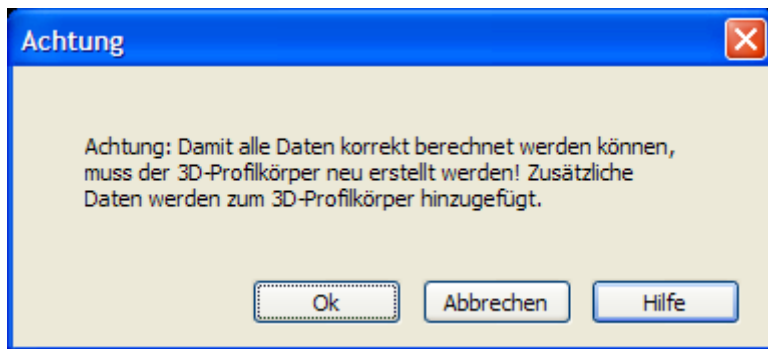 Achtung
Achtung: Damit alle Daten korrekt berechnet werden können,
muss der 3D-Profilkörper neu erstellt werden! Zusätzliche
Daten werden zum 3D-Profilkörper hinzugefügt.
Ok Abbrechen Hilfe